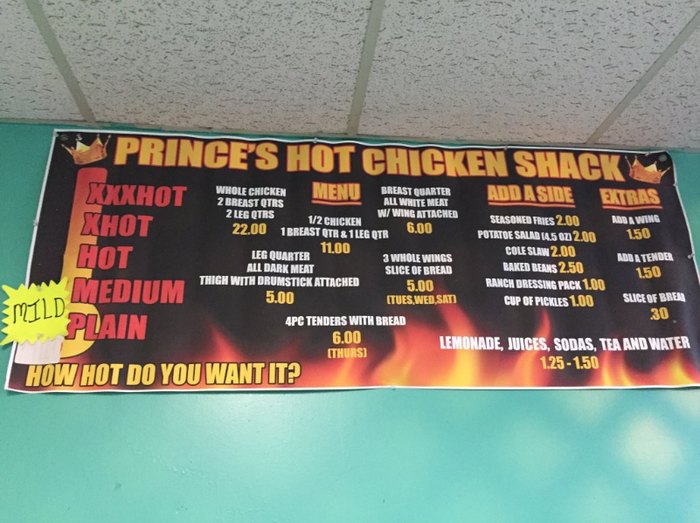 PRINCE'S HOT CHICKEN SHACK
XXXHOT
XHOT
HOT
MEDIUM
MILD
PLAIN
HOW HOT DO YOU WANT IT?
MENU
WHOLE CHICKEN
2 BREAST QTRS
2 LEG QTRS
22.00
1/2 CHICKEN
1 BREAST QTR & 1 LEG QTR
11.00
BREAST QUARTER
ALL WHITE MEAT
W/ WING ATTACHED
6.00
LEG QUARTER
ALL DARK MEAT
THIGH WITH DRUMSTICK ATTACHED
5.00
3 WHOLE WINGS
SLICE OF BREAD
5.00
(TUES,WED,SAT)
4PC TENDERS WITH BREAD
6.00
(THURS)
ADD A SIDE
SEASONED FRIES 2.00
POTATOE SALAD (4.5 OZ) 2.00
COLE SLAW 2.00
BAKED BEANS 2.50
RANCH DRESSING PACK 1.00
CUP OF PICKLES 1.00
EXTRAS
ADD A WING
1.50
ADD A TENDER
1.50
SLICE OF BREAD
.30
LEMONADE, JUICES, SODAS, TEA AND WATER
1.25 - 1.50